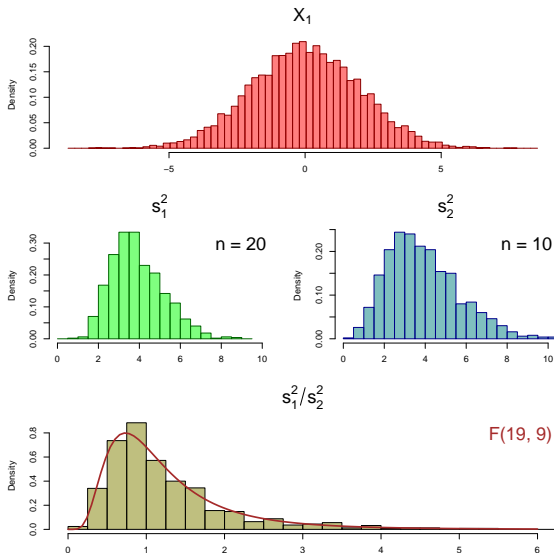 X₁
Density
0.00 0.05 0.10 0.15 0.20
−5 0 5
s₁² s₂²
n = 20 n = 10
Density
0.00 0.10 0.20 0.30
0 2 4 6 8 10
Density
0.00 0.10 0.20
0 2 4 6 8 10
s₁²/s₂²
F(19, 9)
Density
0.0 0.2 0.4 0.6 0.8
0 1 2 3 4 5 6